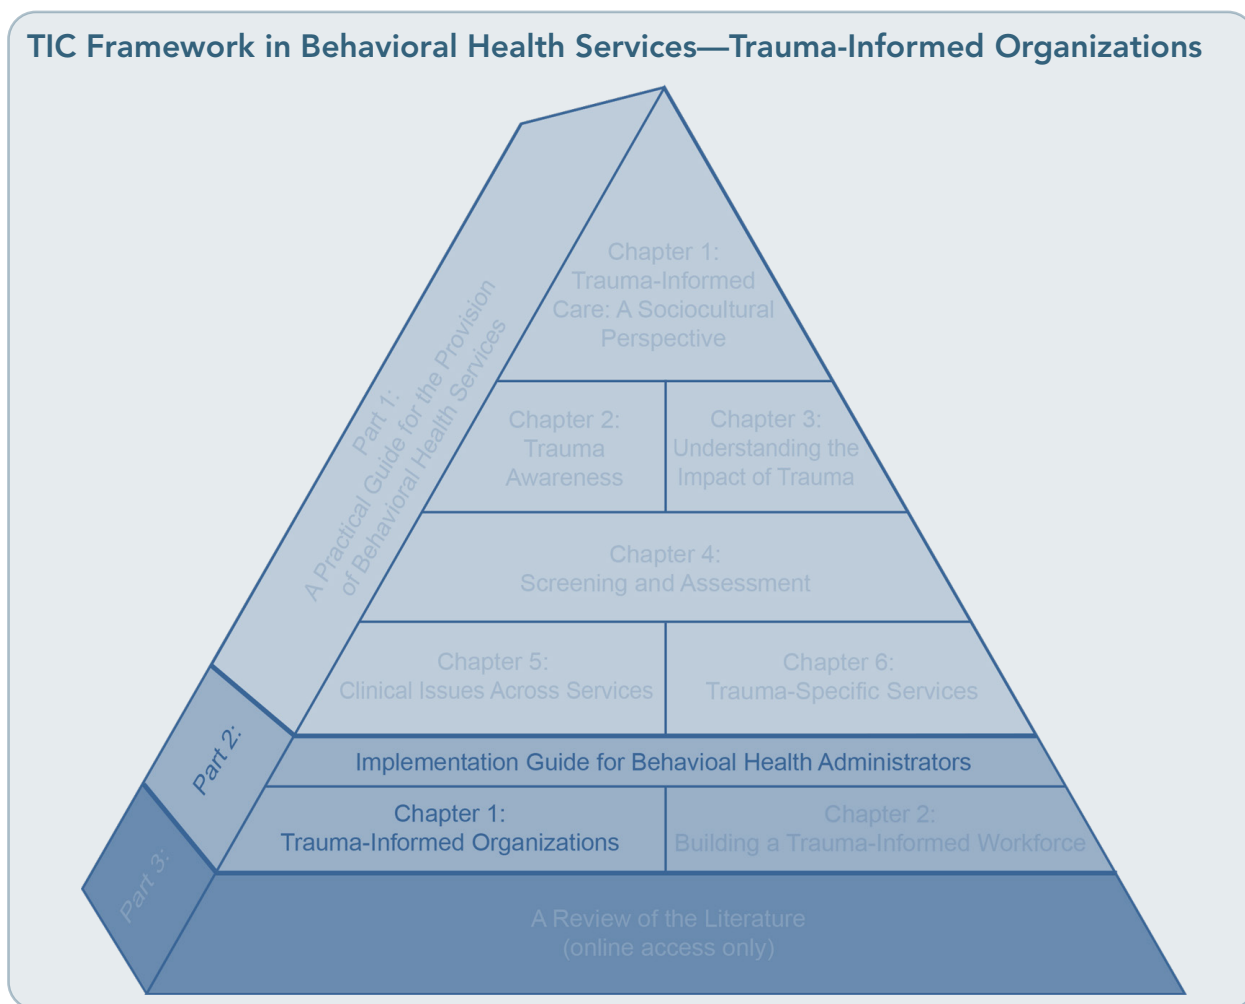 TIC Framework in Behavioral Health Services—Trauma-Informed Organizations
Part 1:
A Practical Guide for the Provision
of Behavioral Health Services
Chapter 1:
Trauma-Informed
Care: A Sociocultural
Perspective
Chapter 2:
Trauma
Awareness
Chapter 3:
Understanding the
Impact of Trauma
Chapter 4:
Screening and Assessment
Chapter 5:
Clinical Issues Across Services
Chapter 6:
Trauma-Specific Services
Part 2:
Implementation Guide for Behavioal Health Administrators
Chapter 1:
Trauma-Informed Organizations
Chapter 2:
Building a Trauma-Informed Workforce
Part 3:
A Review of the Literature
(online access only)